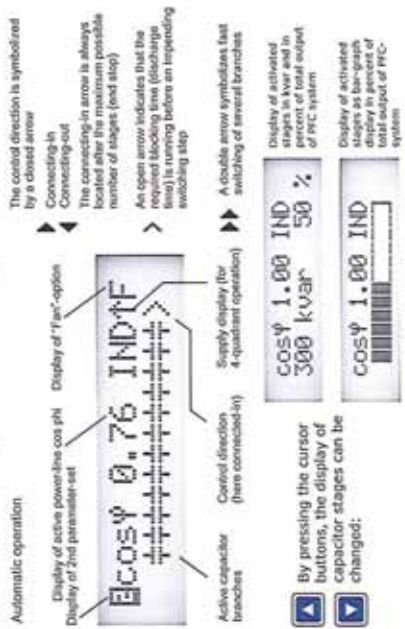 Automatic operation
Display of active power-line cos phi
Display of 2nd parameter-set
Display of "Fan"-option
cosφ 0.76 IND↑F
Active capacitor
branches
Control direction
(here connected-in)
Supply display (for
4-quadrant operation)
The control direction is symbolized
by a closed arrow
Connecting-in
Connecting-out
The connecting-in arrow is always
located after the maximum possible
number of stages (end stop)
An open arrow indicates that the
required blocking time (discharge
time) is running before an impending
switching step
A double arrow symbolizes fast
switching of several branches
By pressing the cursor
buttons, the display of
capacitor stages can be
changed:
cosφ 1.00 IND
300 kvar 50 %
Display of activated
stages in kvar and in
percent of total output
of PFC system
cosφ 1.00 IND
Display of activated
stages as bar-graph
display in percent of
total output of PFC-
system